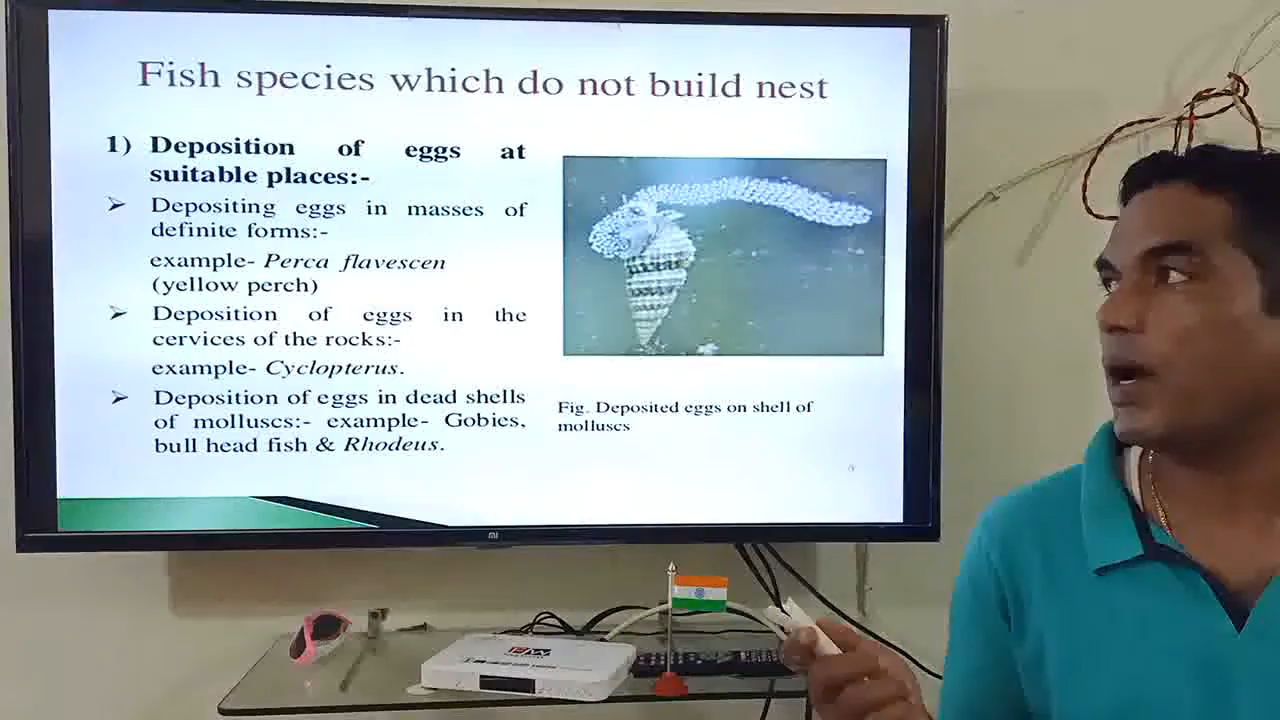 Fish species which do not build nest
1) Deposition of eggs at
suitable places:-
➢ Depositing eggs in masses of
definite forms:-
example- Perca flavescen
(yellow perch)
➢ Deposition of eggs in the
cervices of the rocks:-
example- Cyclopterus.
➢ Deposition of eggs in dead shells
of molluscs:- example- Gobies,
bull head fish & Rhodeus.
Fig. Deposited eggs on shell of
molluscs
mi